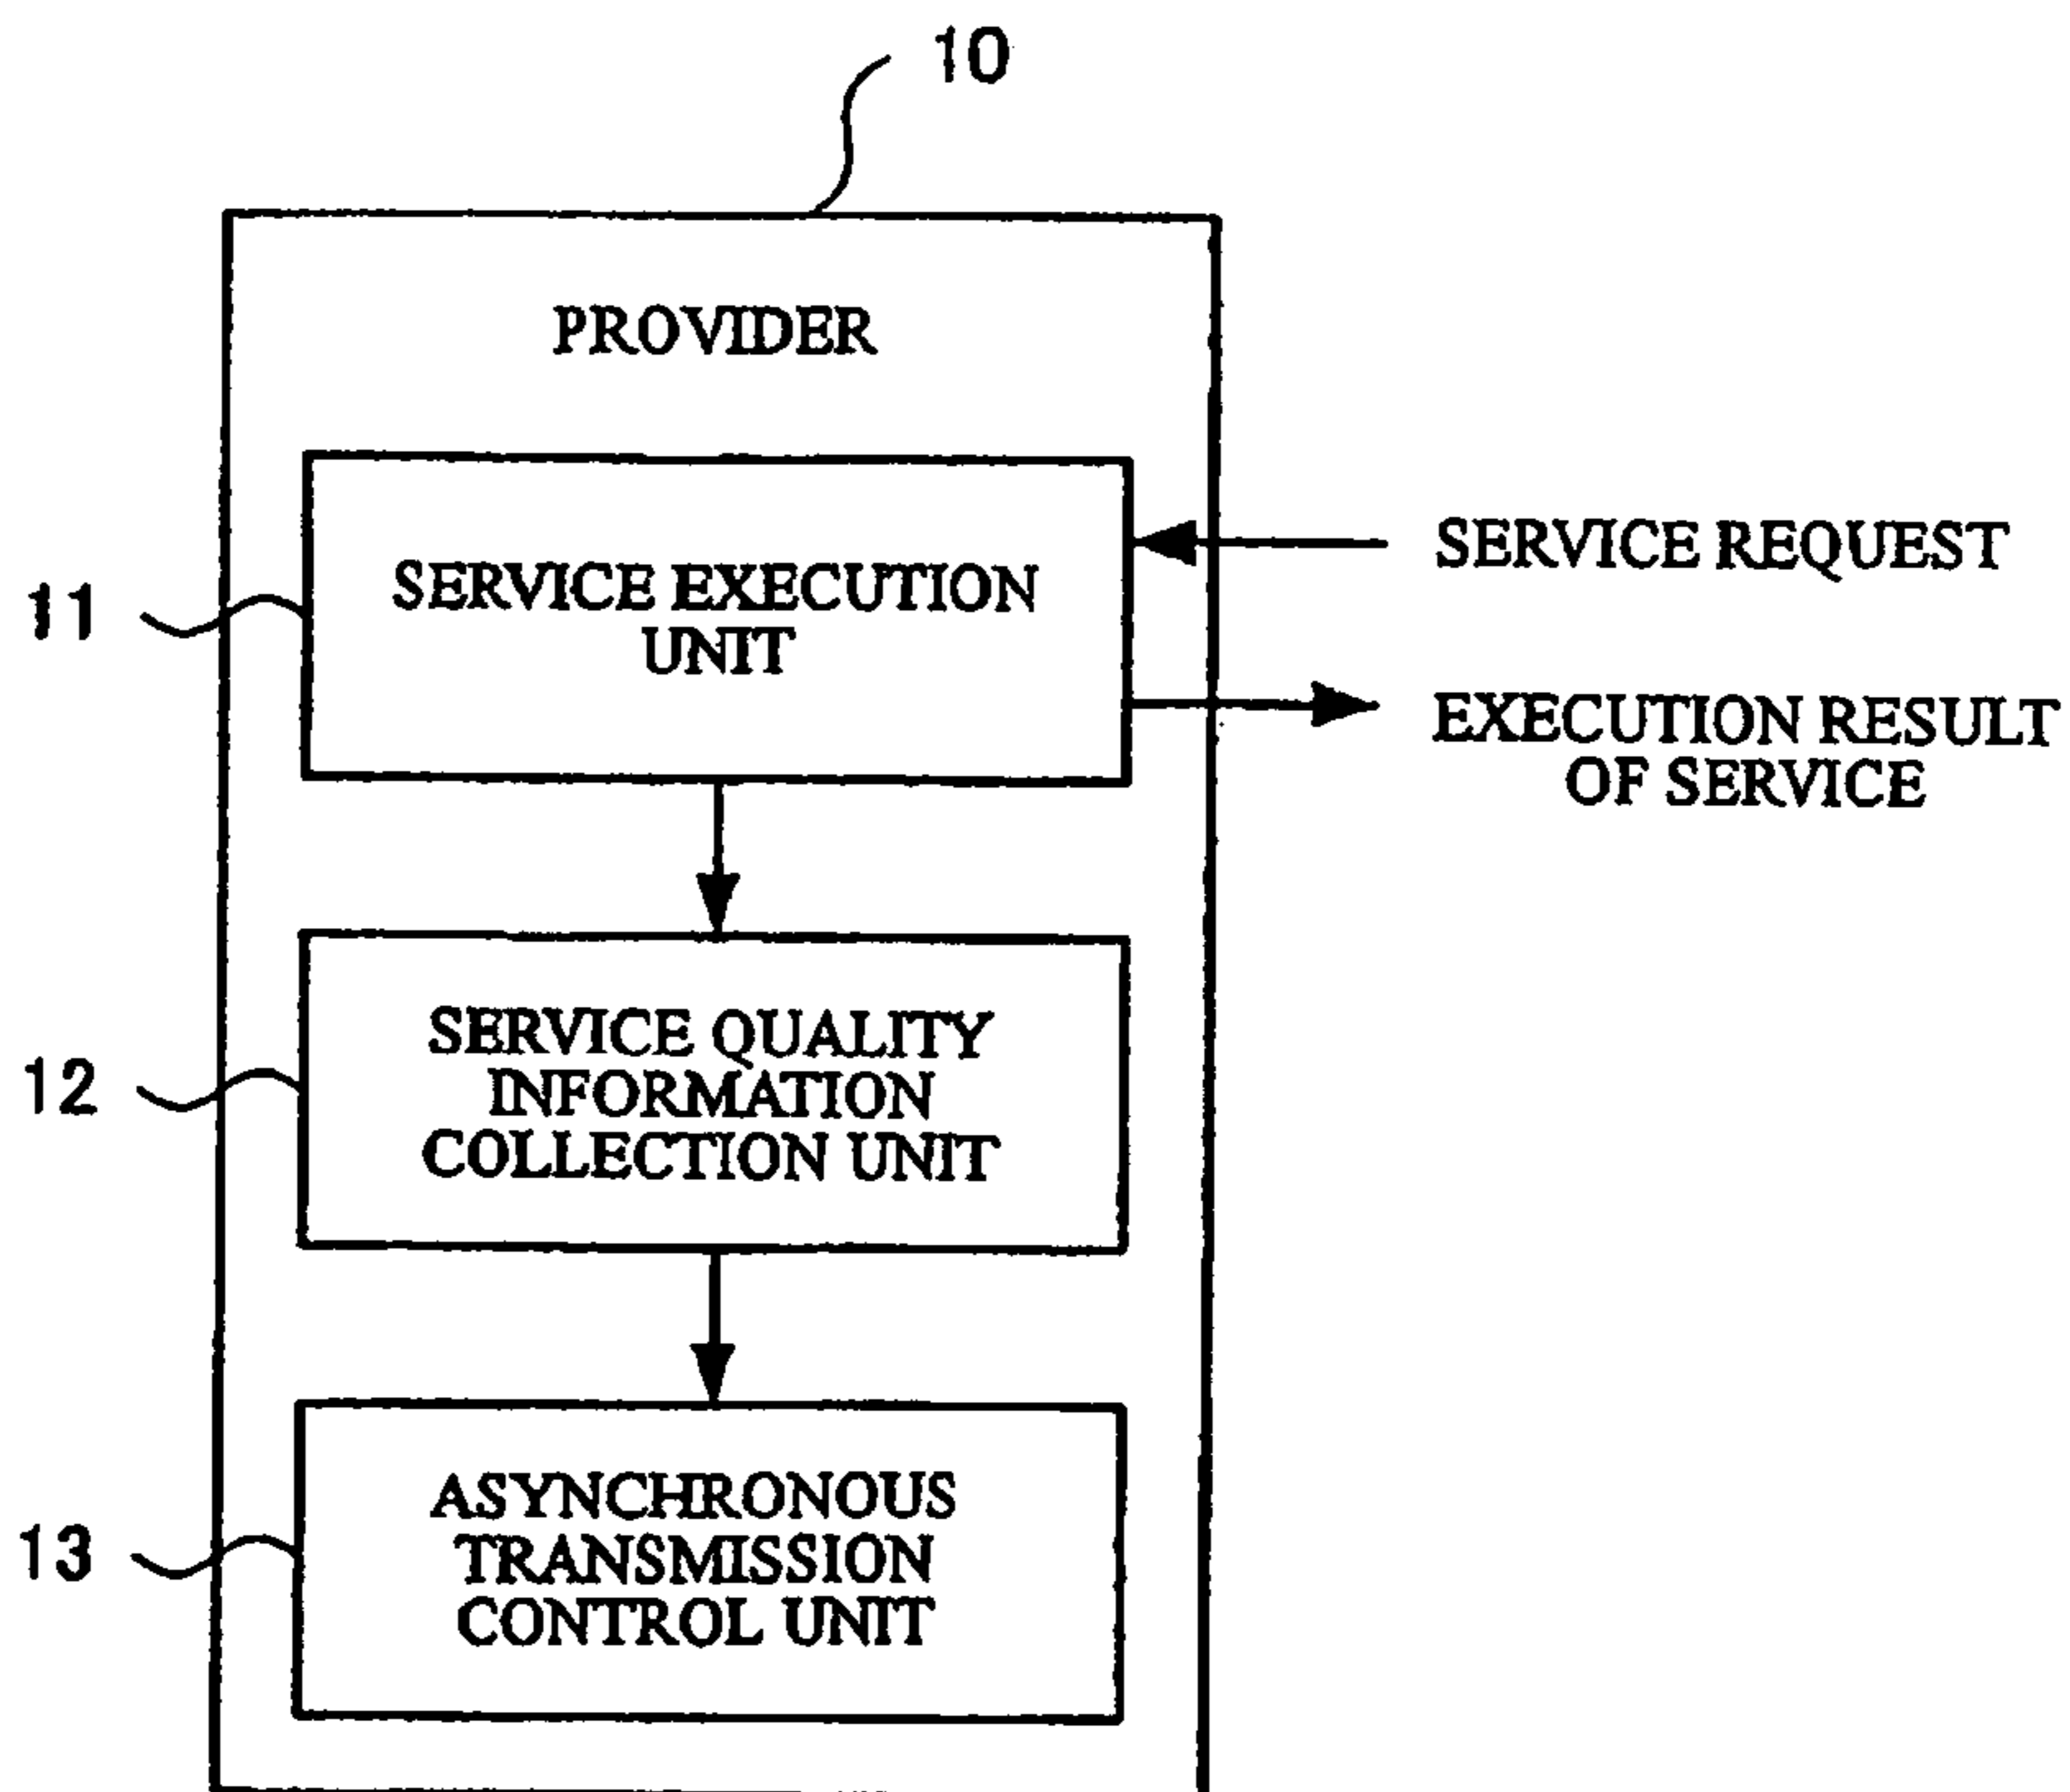 10
PROVIDER
11
SERVICE EXECUTION
UNIT
SERVICE REQUEST
EXECUTION RESULT
OF SERVICE
12
SERVICE QUALITY
INFORMATION
COLLECTION UNIT
13
ASYNCHRONOUS
TRANSMISSION
CONTROL UNIT